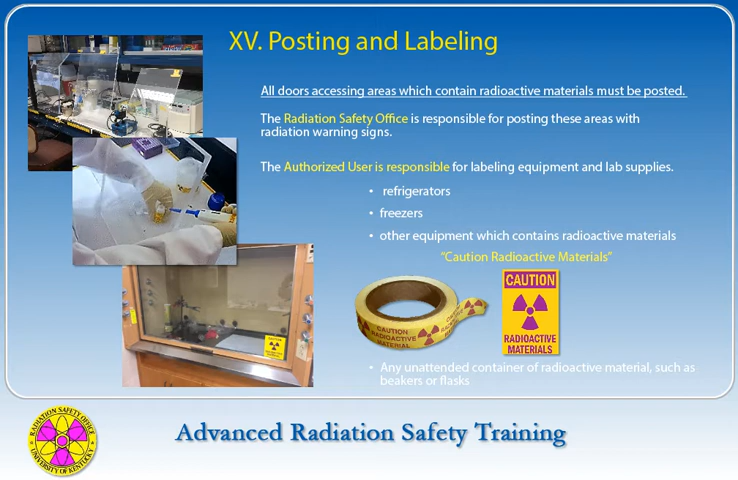 XV. Posting and Labeling
All doors accessing areas which contain radioactive materials must be posted.
The Radiation Safety Office is responsible for posting these areas with
radiation warning signs.
The Authorized User is responsible for labeling equipment and lab supplies.
• refrigerators
• freezers
• other equipment which contains radioactive materials
“Caution Radioactive Materials”
CAUTION
RADIOACTIVE
MATERIAL
CAUTION
RADIOACTIVE
MATERIALS
• Any unattended container of radioactive material, such as
beakers or flasks
RADIATION SAFETY OFFICE
UNIVERSITY OF KENTUCKY
Advanced Radiation Safety Training